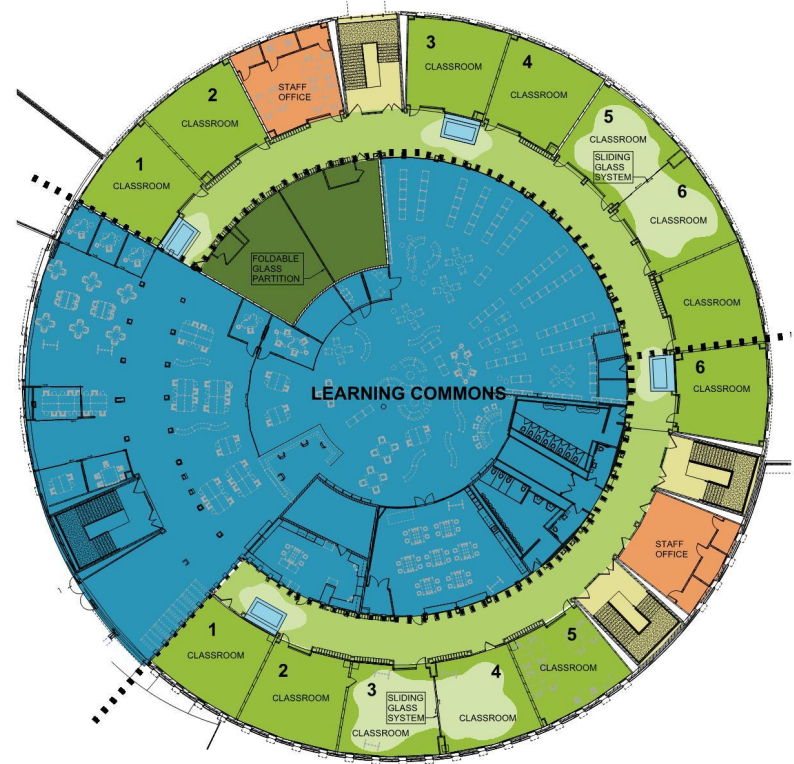 3
CLASSROOM
4
CLASSROOM
STAFF
OFFICE
2
CLASSROOM
5
CLASSROOM
1
CLASSROOM
SLIDING
GLASS
SYSTEM
6
CLASSROOM
FOLDABLE
GLASS
PARTITION
CLASSROOM
6
CLASSROOM
LEARNING COMMONS
STAFF
OFFICE
1
CLASSROOM
2
CLASSROOM
3
SLIDING
GLASS
SYSTEM
CLASSROOM
4
CLASSROOM
5
CLASSROOM